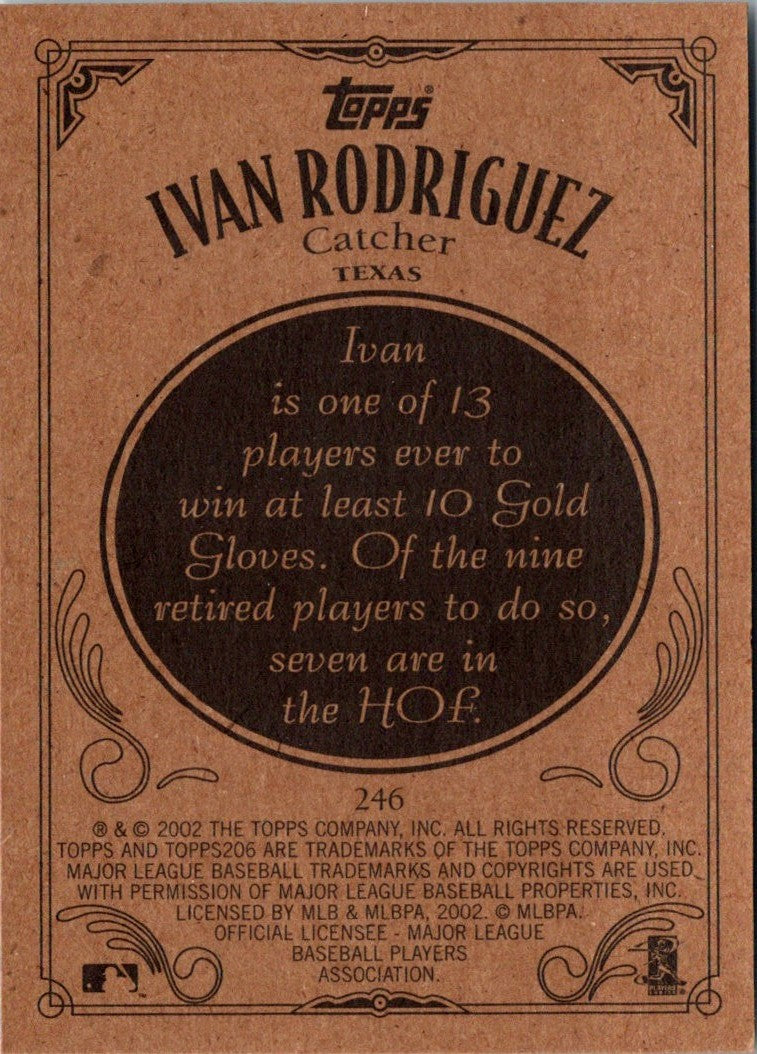 Topps®
IVAN RODRIGUEZ
Catcher
TEXAS
Ivan
is one of 13
players ever to
win at least 10 Gold
Gloves. Of the nine
retired players to do so,
seven are in
the HOF.
246
® & © 2002 THE TOPPS COMPANY, INC. ALL RIGHTS RESERVED.
TOPPS AND TOPPS206 ARE TRADEMARKS OF THE TOPPS COMPANY, INC.
MAJOR LEAGUE BASEBALL TRADEMARKS AND COPYRIGHTS ARE USED
WITH PERMISSION OF MAJOR LEAGUE BASEBALL PROPERTIES, INC.
LICENSED BY MLB & MLBPA, 2002. © MLBPA.
OFFICIAL LICENSEE - MAJOR LEAGUE
BASEBALL PLAYERS
ASSOCIATION.
™
PLAYERS
CHOICE